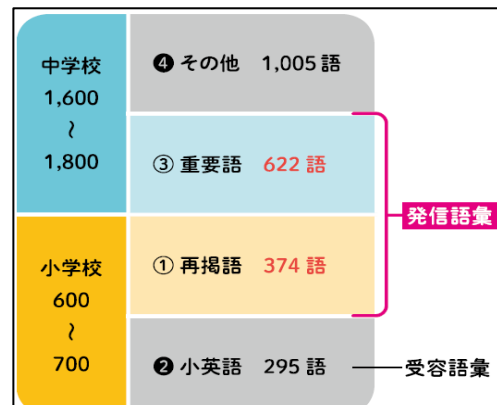 中学校
1,600
〜
1,800
❹ その他 1,005 語
③ 重要語 622 語
発信語彙
小学校
600
〜
700
① 再掲語 374 語
❷ 小英語 295 語
受容語彙